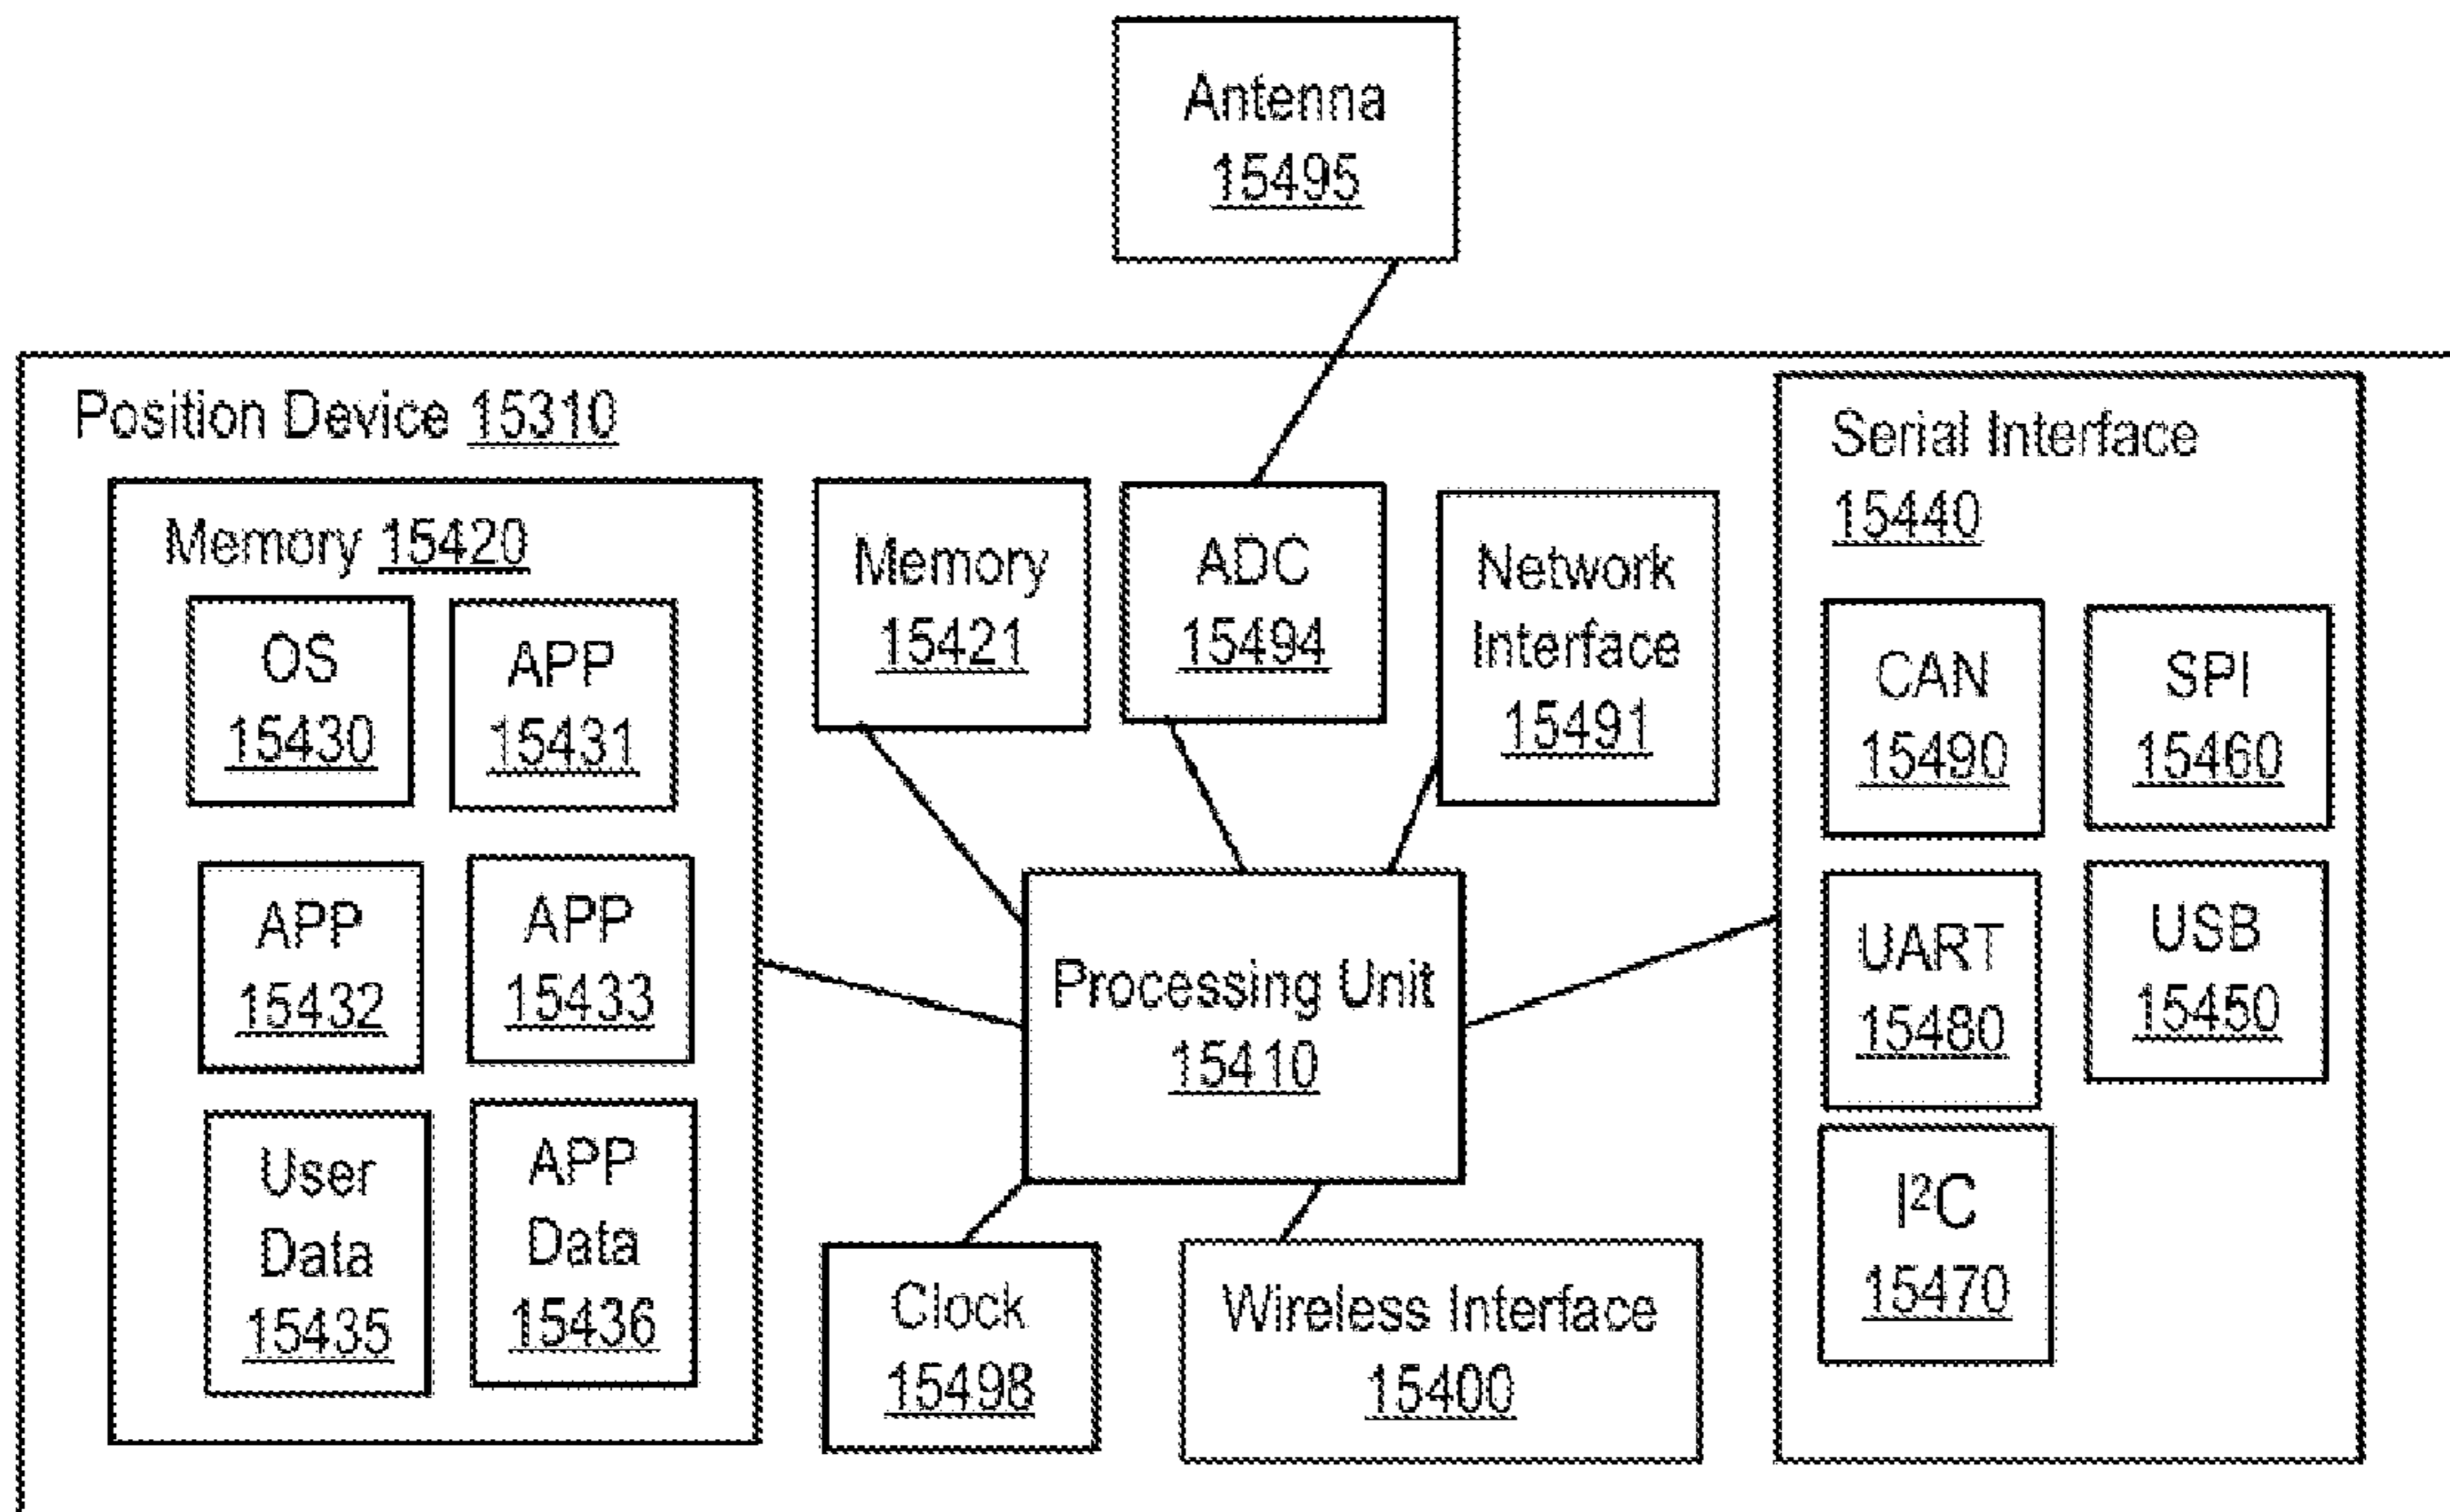 Antenna
15495
Position Device 15310
Memory 15420
OS
15430
APP
15431
APP
15432
APP
15433
User
Data
15435
APP
Data
15436
Memory
15421
ADC
15494
Network
Interface
15491
Processing Unit
15410
Clock
15498
Wireless Interface
15400
Serial Interface
15440
CAN
15490
SPI
15460
UART
15480
USB
15450
I²C
15470